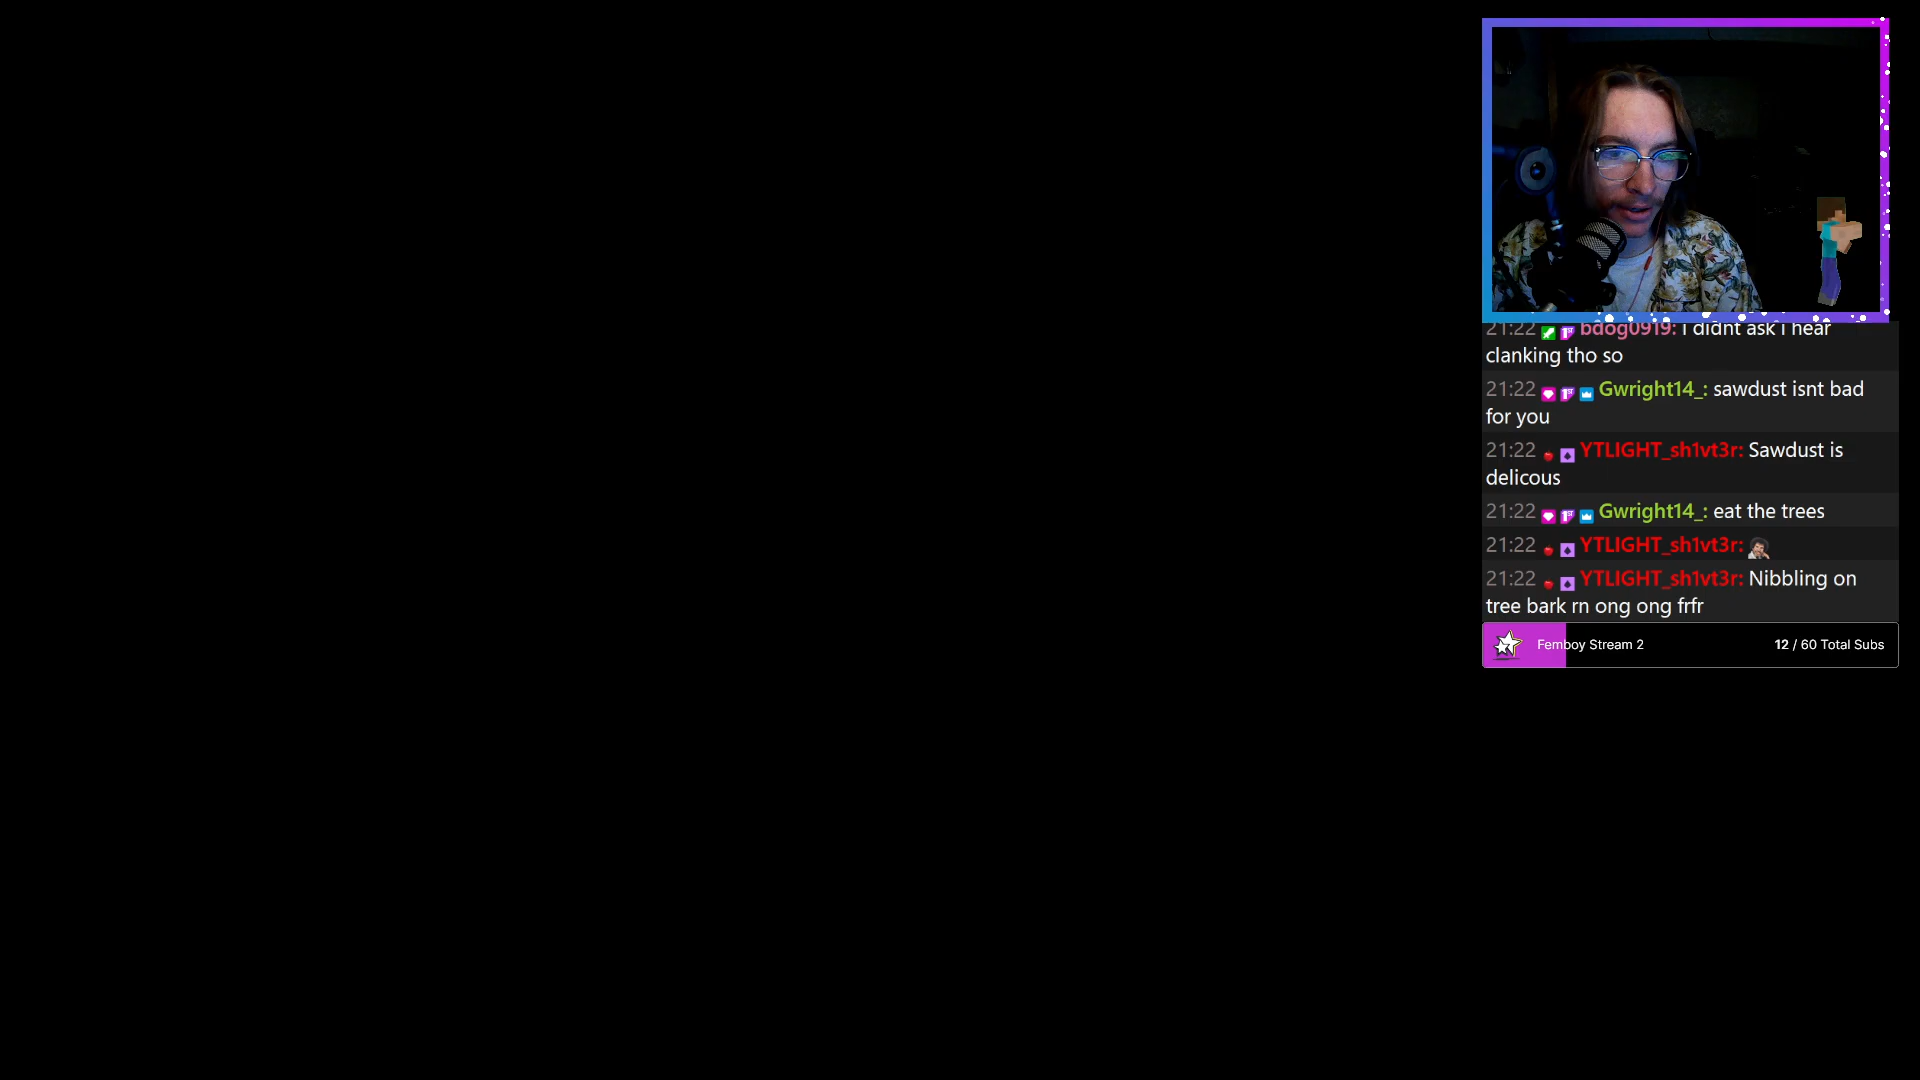 21:22 bdog0919: I didnt ask i hear
clanking tho so
21:22 Gwright14_: sawdust isnt bad
for you
21:22 YTLIGHT_sh1vt3r: Sawdust is
delicous
21:22 Gwright14_: eat the trees
21:22 YTLIGHT_sh1vt3r:
21:22 YTLIGHT_sh1vt3r: Nibbling on
tree bark rn ong ong frfr
Femboy Stream 2 12 / 60 Total Subs